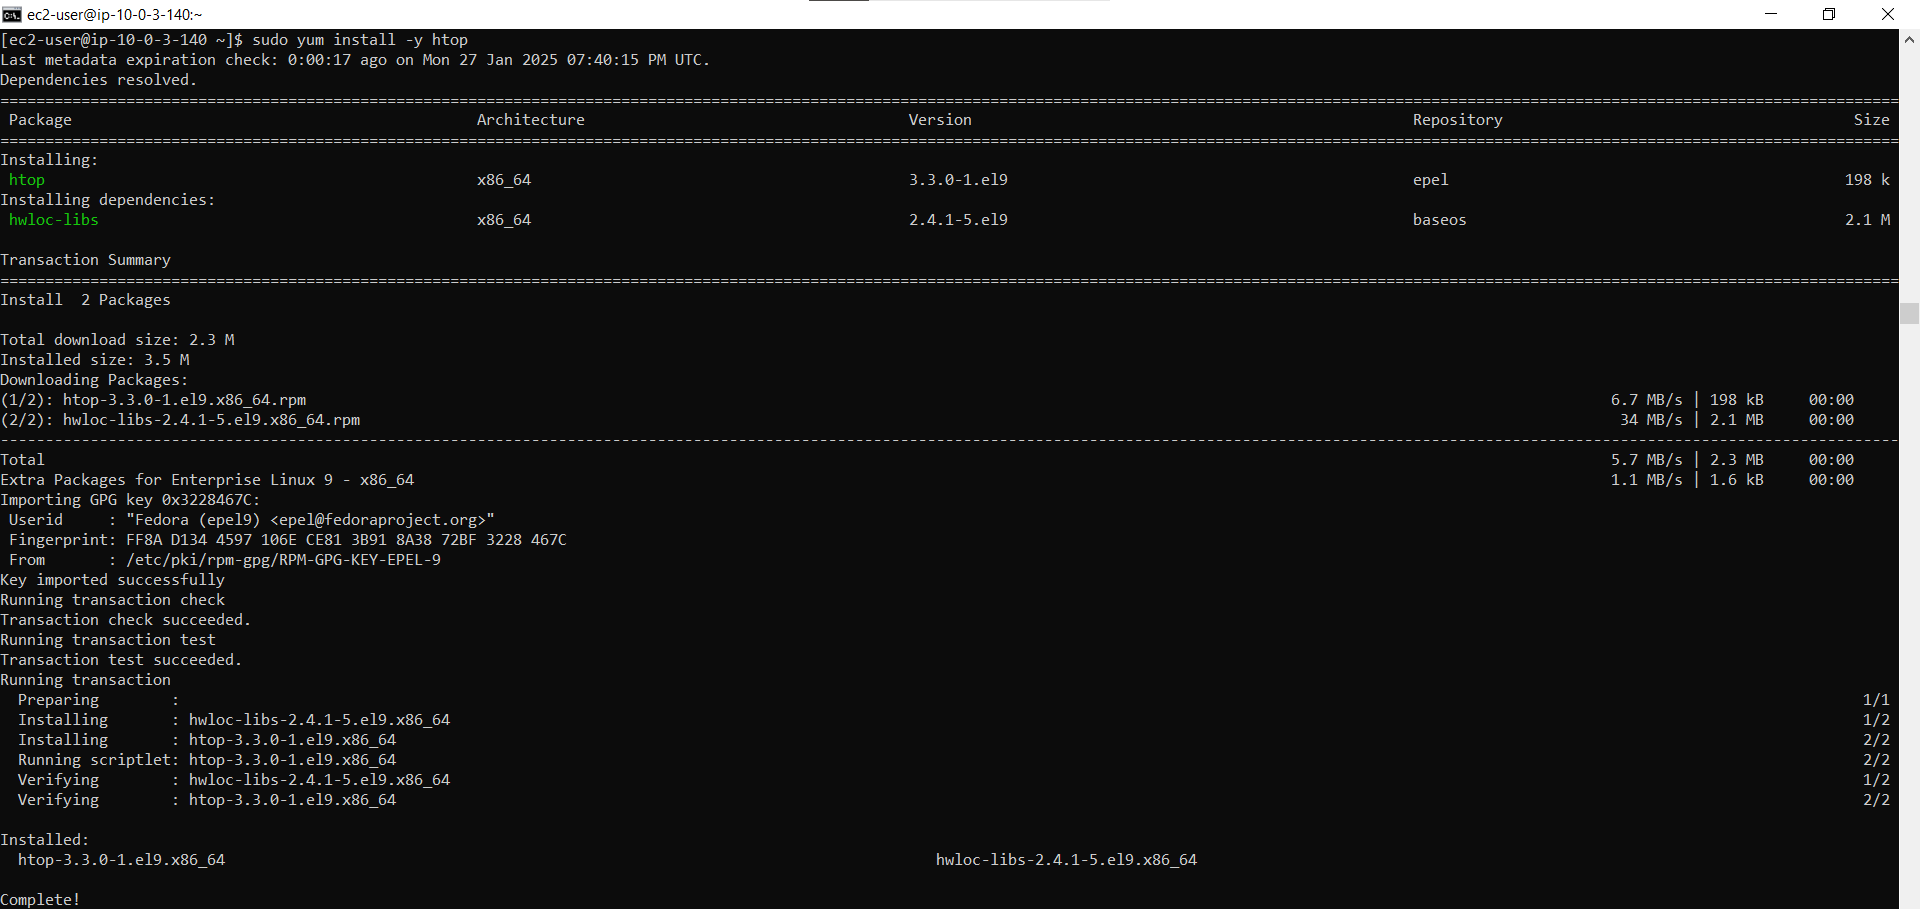 ec2-user@ip-10-0-3-140:~
[ec2-user@ip-10-0-3-140 ~]$ sudo yum install -y htop
Last metadata expiration check: 0:00:17 ago on Mon 27 Jan 2025 07:40:15 PM UTC.
Dependencies resolved.
================================================================================
Package Architecture Version Repository Size
================================================================================
Installing:
htop x86_64 3.3.0-1.el9 epel 198 k
Installing dependencies:
hwloc-libs x86_64 2.4.1-5.el9 baseos 2.1 M
Transaction Summary
================================================================================
Install  2 Packages
Total download size: 2.3 M
Installed size: 3.5 M
Downloading Packages:
(1/2): htop-3.3.0-1.el9.x86_64.rpm 6.7 MB/s | 198 kB 00:00
(2/2): hwloc-libs-2.4.1-5.el9.x86_64.rpm 34 MB/s | 2.1 MB 00:00
--------------------------------------------------------------------------------
Total 5.7 MB/s | 2.3 MB 00:00
Extra Packages for Enterprise Linux 9 - x86_64 1.1 MB/s | 1.6 kB 00:00
Importing GPG key 0x3228467C:
Userid     : "Fedora (epel9) <epel@fedoraproject.org>"
Fingerprint: FF8A D134 4597 106E CE81 3B91 8A38 72BF 3228 467C
From       : /etc/pki/rpm-gpg/RPM-GPG-KEY-EPEL-9
Key imported successfully
Running transaction check
Transaction check succeeded.
Running transaction test
Transaction test succeeded.
Running transaction
Preparing        : 1/1
Installing       : hwloc-libs-2.4.1-5.el9.x86_64 1/2
Installing       : htop-3.3.0-1.el9.x86_64 2/2
Running scriptlet: htop-3.3.0-1.el9.x86_64 2/2
Verifying        : hwloc-libs-2.4.1-5.el9.x86_64 1/2
Verifying        : htop-3.3.0-1.el9.x86_64 2/2
Installed:
htop-3.3.0-1.el9.x86_64 hwloc-libs-2.4.1-5.el9.x86_64
Complete!